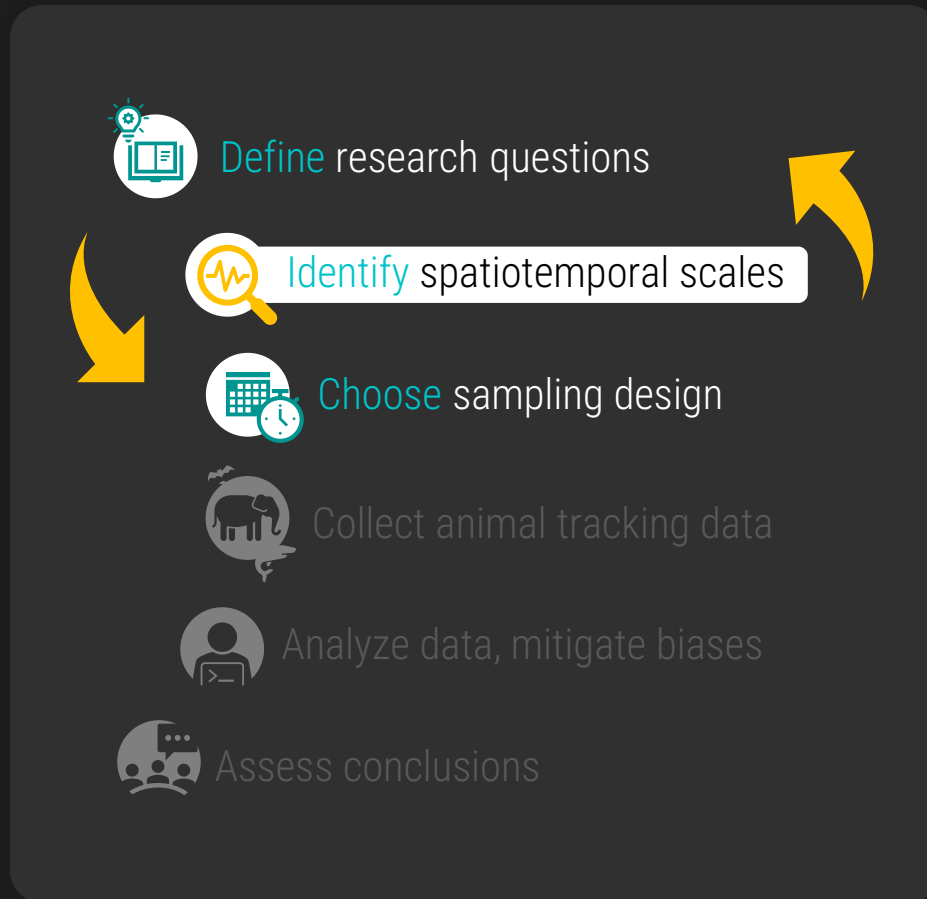 Define research questions
Identify spatiotemporal scales
Choose sampling design
Collect animal tracking data
Analyze data, mitigate biases
Assess conclusions